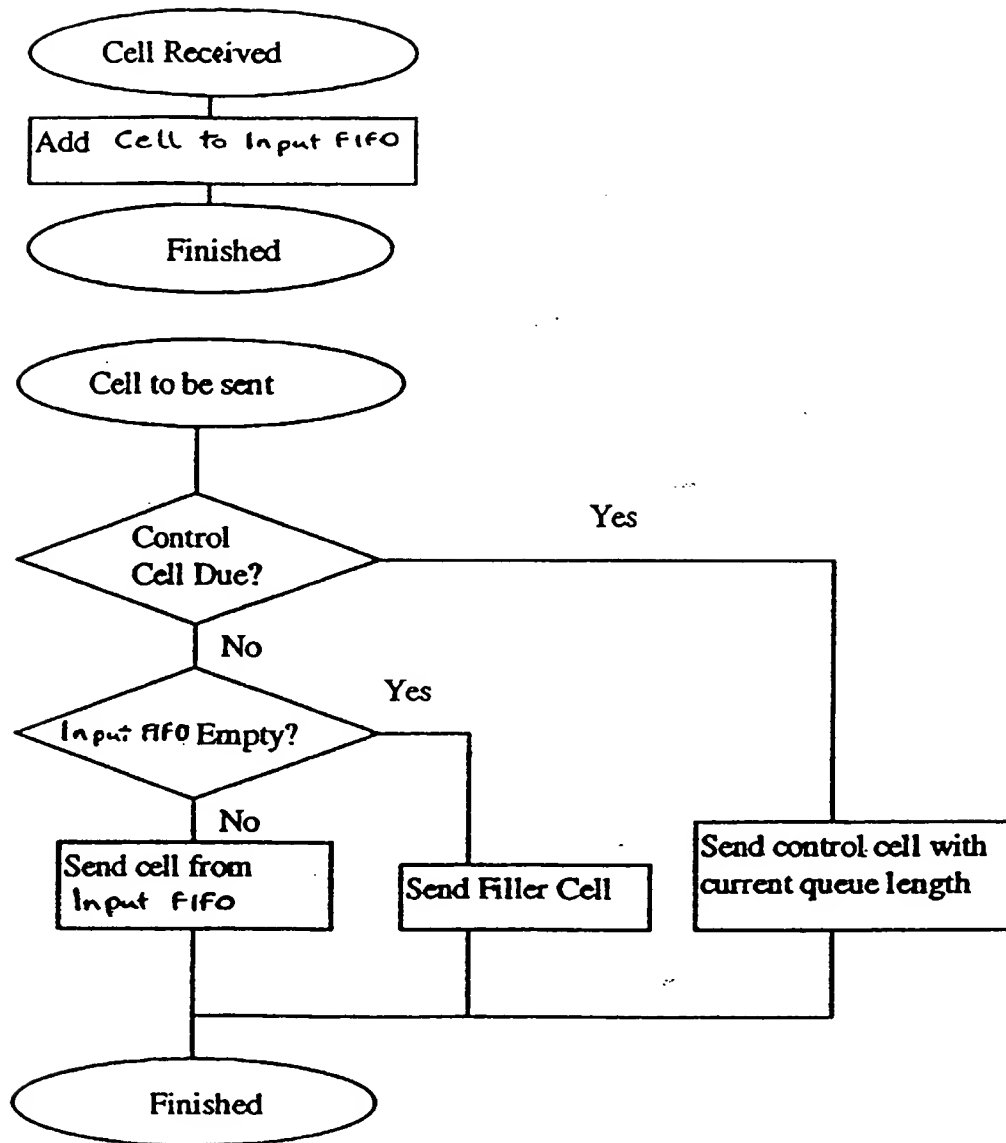 Cell Received
Add Cell to Input FIFO
Finished
Cell to be sent
Control
Cell Due?
Yes
No
Input FIFO Empty?
Yes
No
Send cell from
Input FIFO
Send Filler Cell
Send control cell with
current queue length
Finished